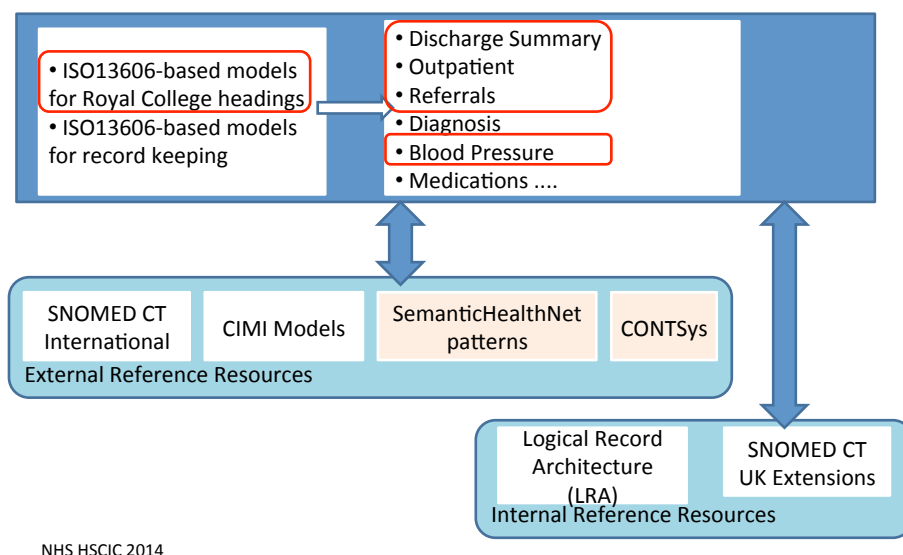 • ISO13606-based models
for Royal College headings
• ISO13606-based models
for record keeping
• Discharge Summary
• Outpatient
• Referrals
• Diagnosis
• Blood Pressure
• Medications ....
SNOMED CT
International
CIMI Models
SemanticHealthNet
patterns
CONTSys
External Reference Resources
Logical Record
Architecture
(LRA)
SNOMED CT
UK Extensions
Internal Reference Resources
NHS HSCIC 2014